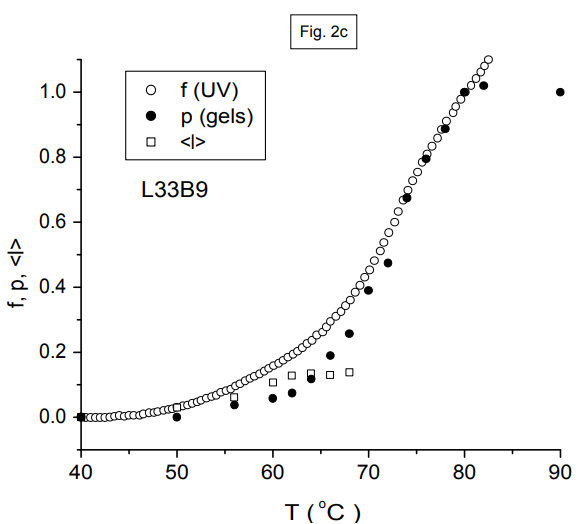 Fig. 2c
f (UV)
p (gels)
<l>
L33B9
f, p, <l>
1.0
0.8
0.6
0.4
0.2
0.0
40 50 60 70 80 90
T (°C)